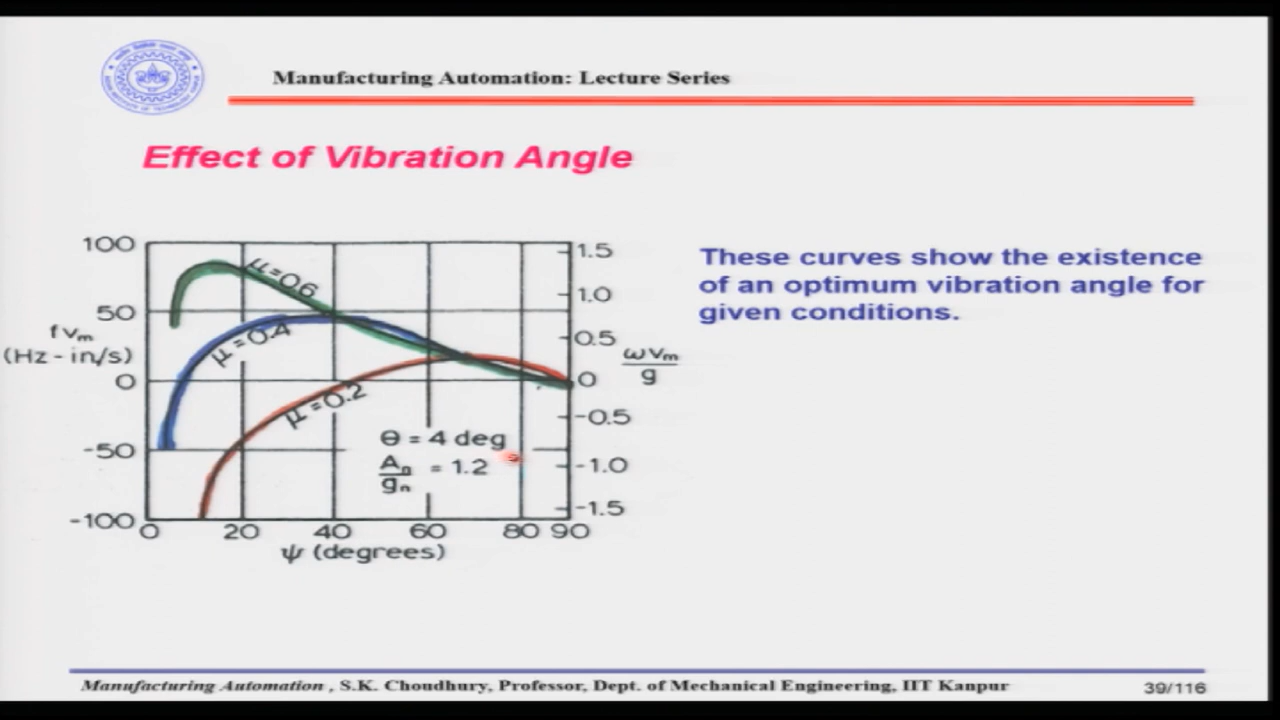 Manufacturing Automation: Lecture Series
Effect of Vibration Angle
100
50
0
-50
-100
f vm
(Hz - in/s)
1.5
1.0
0.5
0
-0.5
-1.0
-1.5
ωvm
g
μ=0.6
μ = 0.4
μ = 0.2
θ = 4 deg
An
gn = 1.2
0 20 40 60 80 90
ψ (degrees)
These curves show the existence
of an optimum vibration angle for
given conditions.
Manufacturing Automation , S.K. Choudhury, Professor, Dept. of Mechanical Engineering, IIT Kanpur
39/116